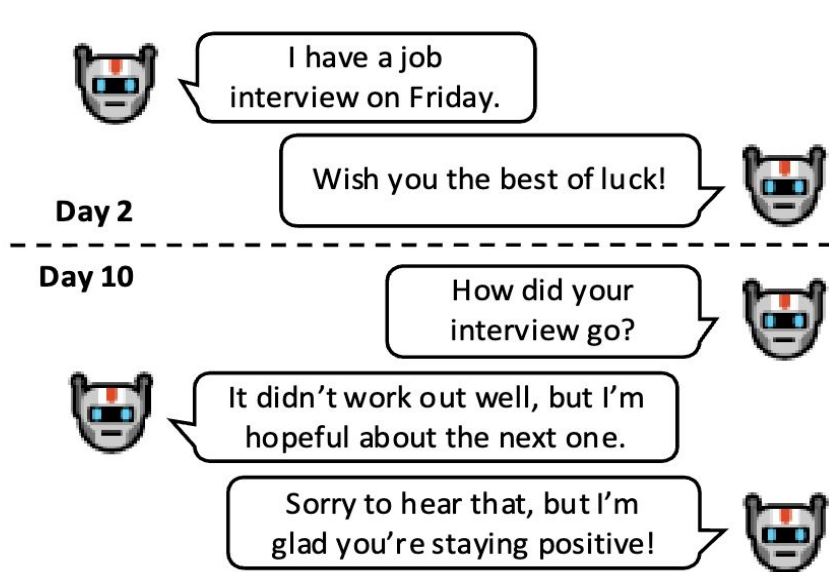 I have a job
interview on Friday.
Wish you the best of luck!
Day 2
Day 10
How did your
interview go?
It didn’t work out well, but I’m
hopeful about the next one.
Sorry to hear that, but I’m
glad you’re staying positive!